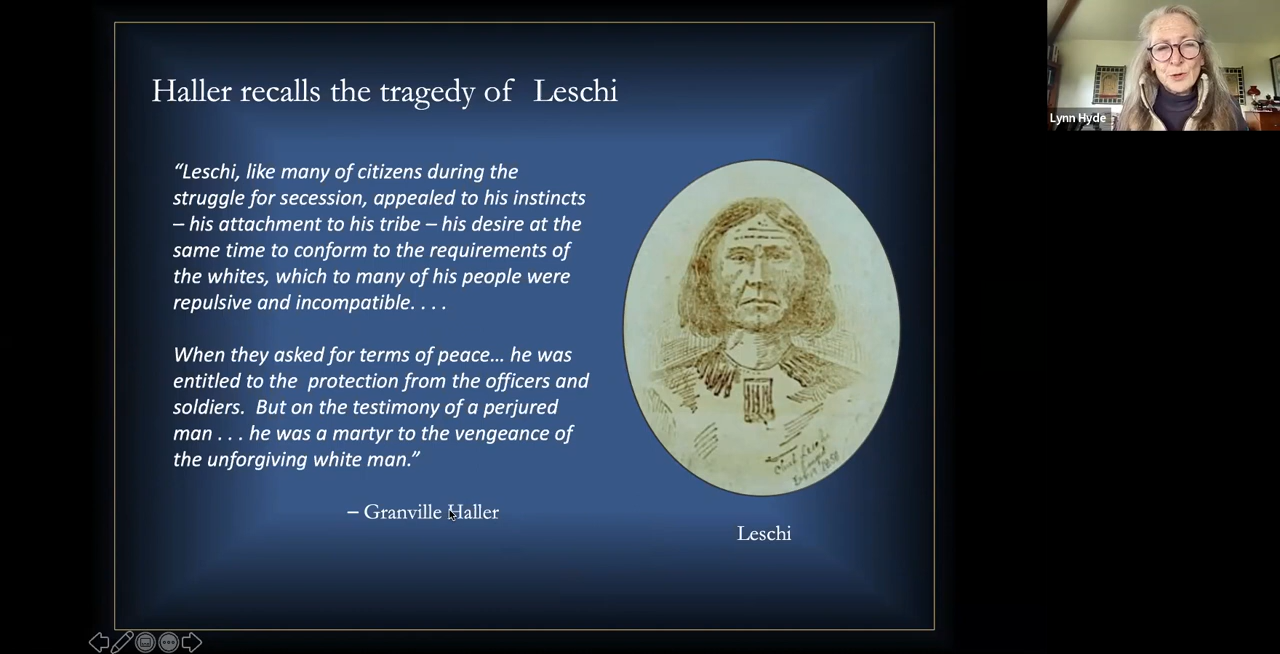 Haller recalls the tragedy of Leschi
“Leschi, like many of citizens during the
struggle for secession, appealed to his instincts
– his attachment to his tribe – his desire at the
same time to conform to the requirements of
the whites, which to many of his people were
repulsive and incompatible. . . .
When they asked for terms of peace… he was
entitled to the protection from the officers and
soldiers. But on the testimony of a perjured
man . . . he was a martyr to the vengeance of
the unforgiving white man.”
– Granville Haller
Leschi
Lynn Hyde